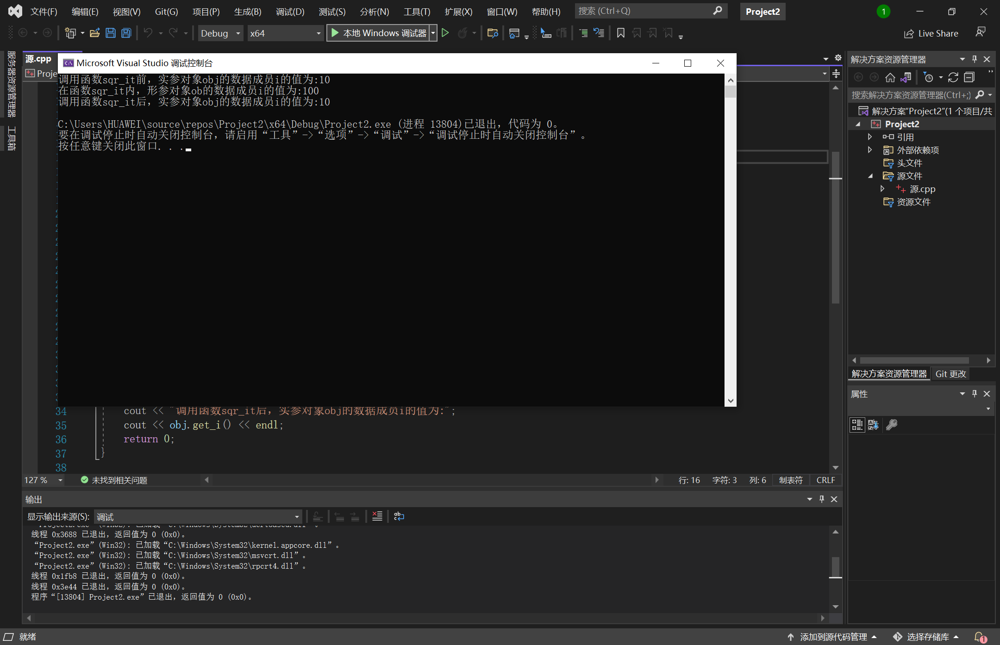 文件(F) 编辑(E) 视图(V) Git(G) 项目(P) 生成(B) 调试(D) 测试(S) 分析(N) 工具(T) 扩展(X) 窗口(W) 帮助(H) 搜索 (Ctrl+Q) Project2 1
Debug x64 本地 Windows 调试器 Live Share
服务器资源管理器
工具箱
源.cpp
Proje
Microsoft Visual Studio 调试控制台
调用函数sqr_it前，实参对象obj的数据成员i的值为:10
在函数sqr_it内，形参对象ob的数据成员i的值为:100
调用函数sqr_it后，实参对象obj的数据成员i的值为:10
C:\Users\HUAWEI\source\repos\Project2\x64\Debug\Project2.exe (进程 13804)已退出，代码为 0。
要在调试停止时自动关闭控制台，请启用“工具”->“选项”->“调试”->“调试停止时自动关闭控制台”。
按任意键关闭此窗口. . .
34 cout << "调用函数sqr_it后，实参对象obj的数据成员i的值为:";
35 cout << obj.get_i() << endl;
36 return 0;
37 }
38
127 % 未找到相关问题 行: 16 字符: 3 列: 6 制表符 CRLF
输出
显示输出来源(S): 调试
“Project2.exe”(Win32): 已加载“C:\Windows\System32\ucrtbased.dll”。
线程 0x3688 已退出，返回值为 0 (0x0)。
“Project2.exe”(Win32): 已加载“C:\Windows\System32\kernel.appcore.dll”。
“Project2.exe”(Win32): 已加载“C:\Windows\System32\msvcrt.dll”。
“Project2.exe”(Win32): 已加载“C:\Windows\System32\rpcrt4.dll”。
线程 0x1fb8 已退出，返回值为 0 (0x0)。
线程 0x3e44 已退出，返回值为 0 (0x0)。
程序“[13804] Project2.exe”已退出，返回值为 0 (0x0)。
解决方案资源管理器
搜索解决方案资源管理器(Ctrl+;)
解决方案“Project2”(1 个项目/共
Project2
引用
外部依赖项
头文件
源文件
源.cpp
资源文件
解决方案资源管理器 Git 更改
属性
就绪 添加到源代码管理 选择存储库 1